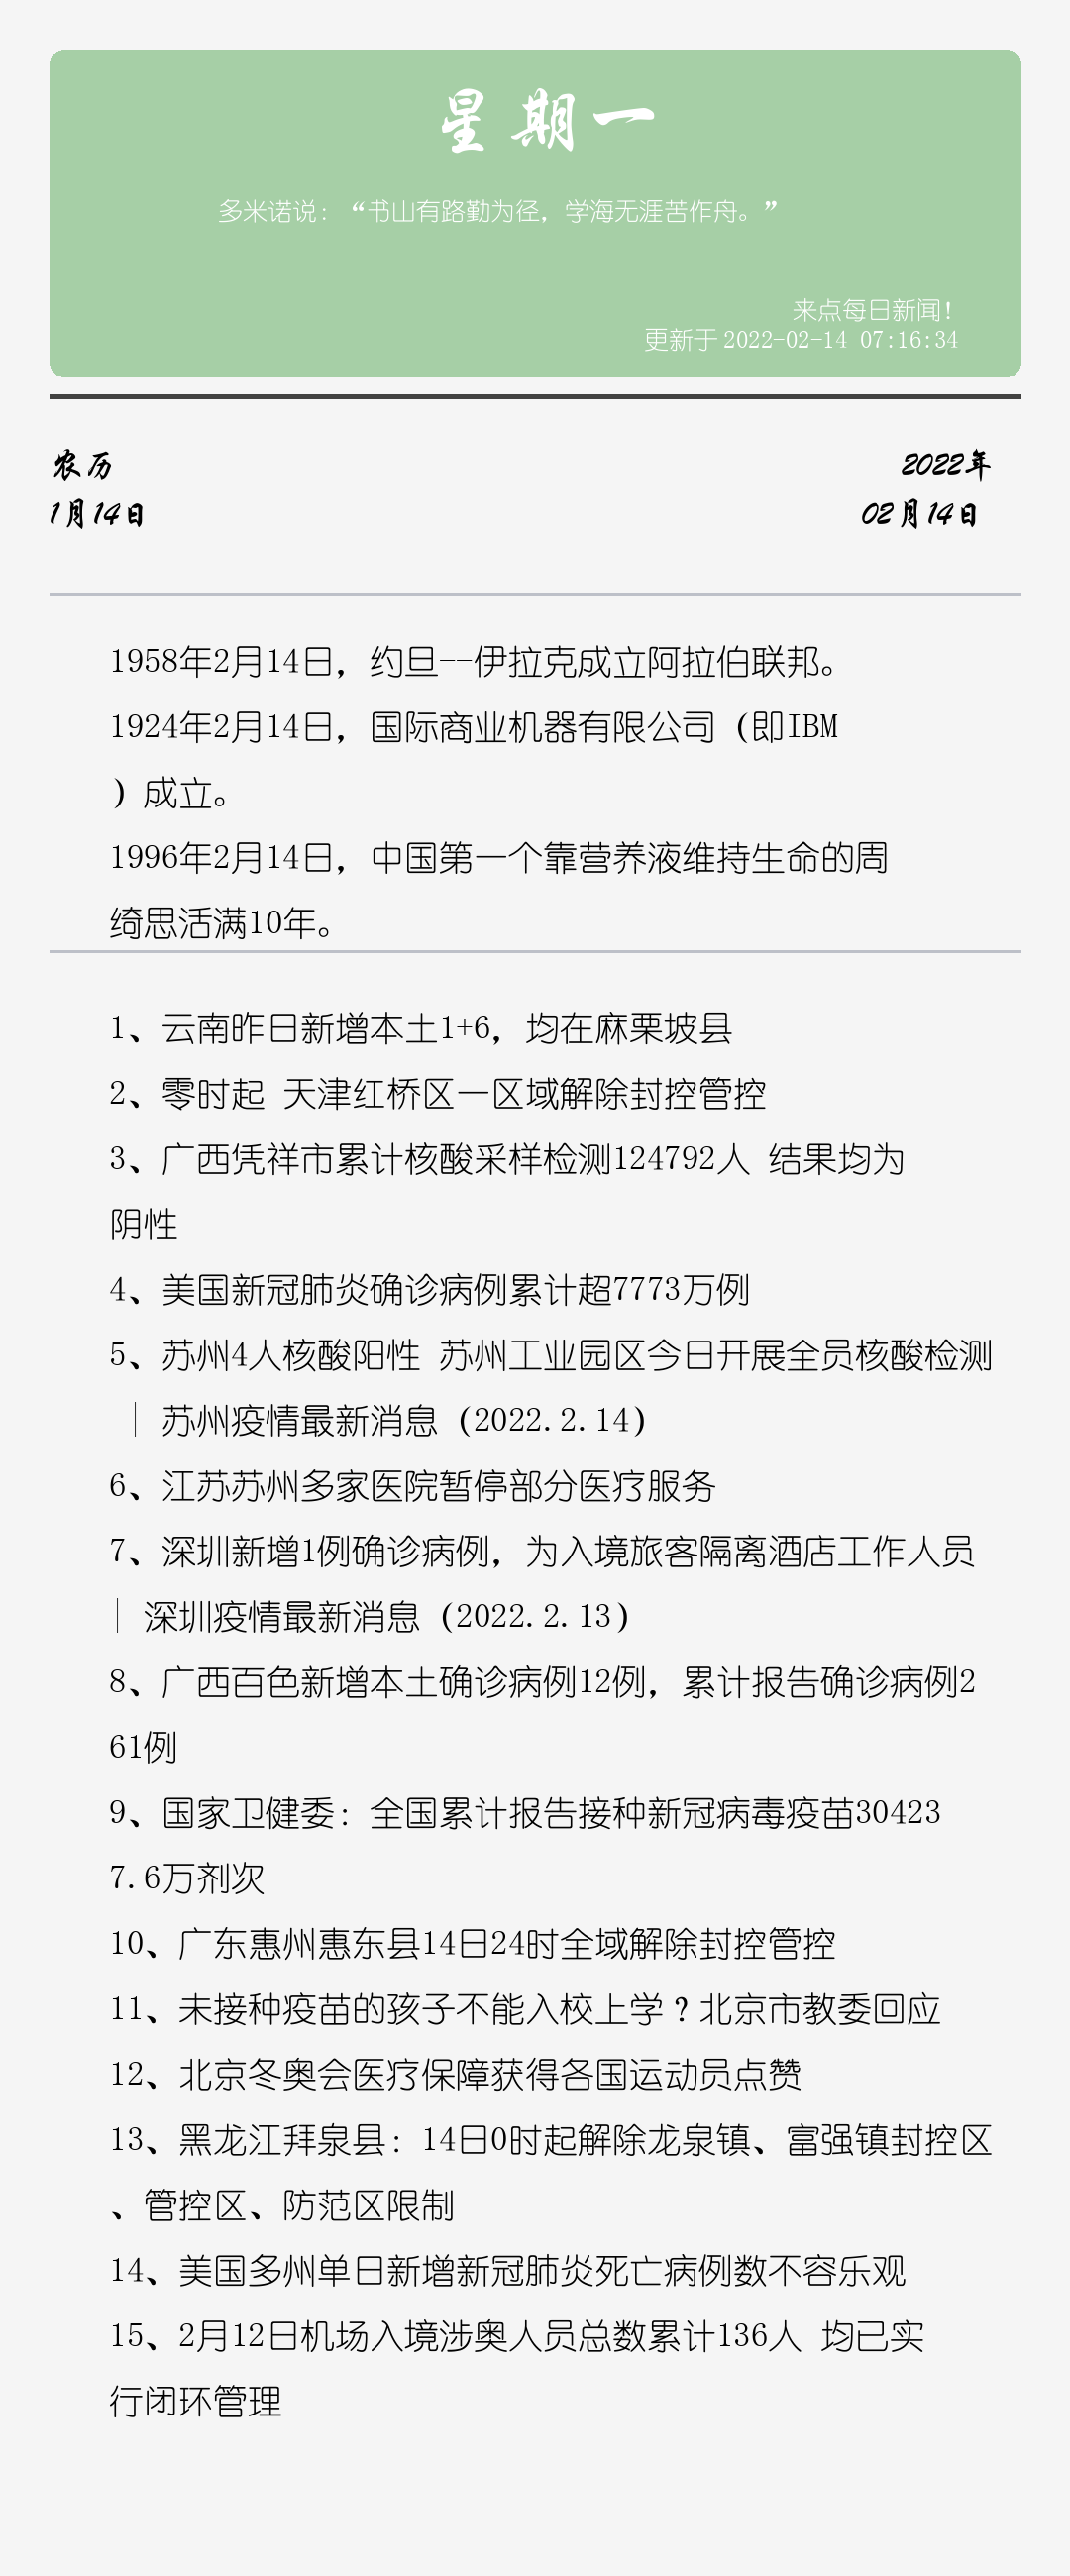 星期一
多米诺说：“书山有路勤为径，学海无涯苦作舟。”
来点每日新闻！
更新于 2022-02-14 07:16:34
农历
1月14日
2022年
02月14日
1958年2月14日，约旦--伊拉克成立阿拉伯联邦。
1924年2月14日，国际商业机器有限公司（即IBM
）成立。
1996年2月14日，中国第一个靠营养液维持生命的周
绮思活满10年。
1、云南昨日新增本土1+6，均在麻栗坡县
2、零时起 天津红桥区一区域解除封控管控
3、广西凭祥市累计核酸采样检测124792人 结果均为
阴性
4、美国新冠肺炎确诊病例累计超7773万例
5、苏州4人核酸阳性 苏州工业园区今日开展全员核酸检测
｜ 苏州疫情最新消息（2022.2.14）
6、江苏苏州多家医院暂停部分医疗服务
7、深圳新增1例确诊病例，为入境旅客隔离酒店工作人员
｜ 深圳疫情最新消息（2022.2.13）
8、广西百色新增本土确诊病例12例，累计报告确诊病例2
61例
9、国家卫健委：全国累计报告接种新冠病毒疫苗30423
7.6万剂次
10、广东惠州惠东县14日24时全域解除封控管控
11、未接种疫苗的孩子不能入校上学？北京市教委回应
12、北京冬奥会医疗保障获得各国运动员点赞
13、黑龙江拜泉县：14日0时起解除龙泉镇、富强镇封控区
、管控区、防范区限制
14、美国多州单日新增新冠肺炎死亡病例数不容乐观
15、2月12日机场入境涉奥人员总数累计136人 均已实
行闭环管理